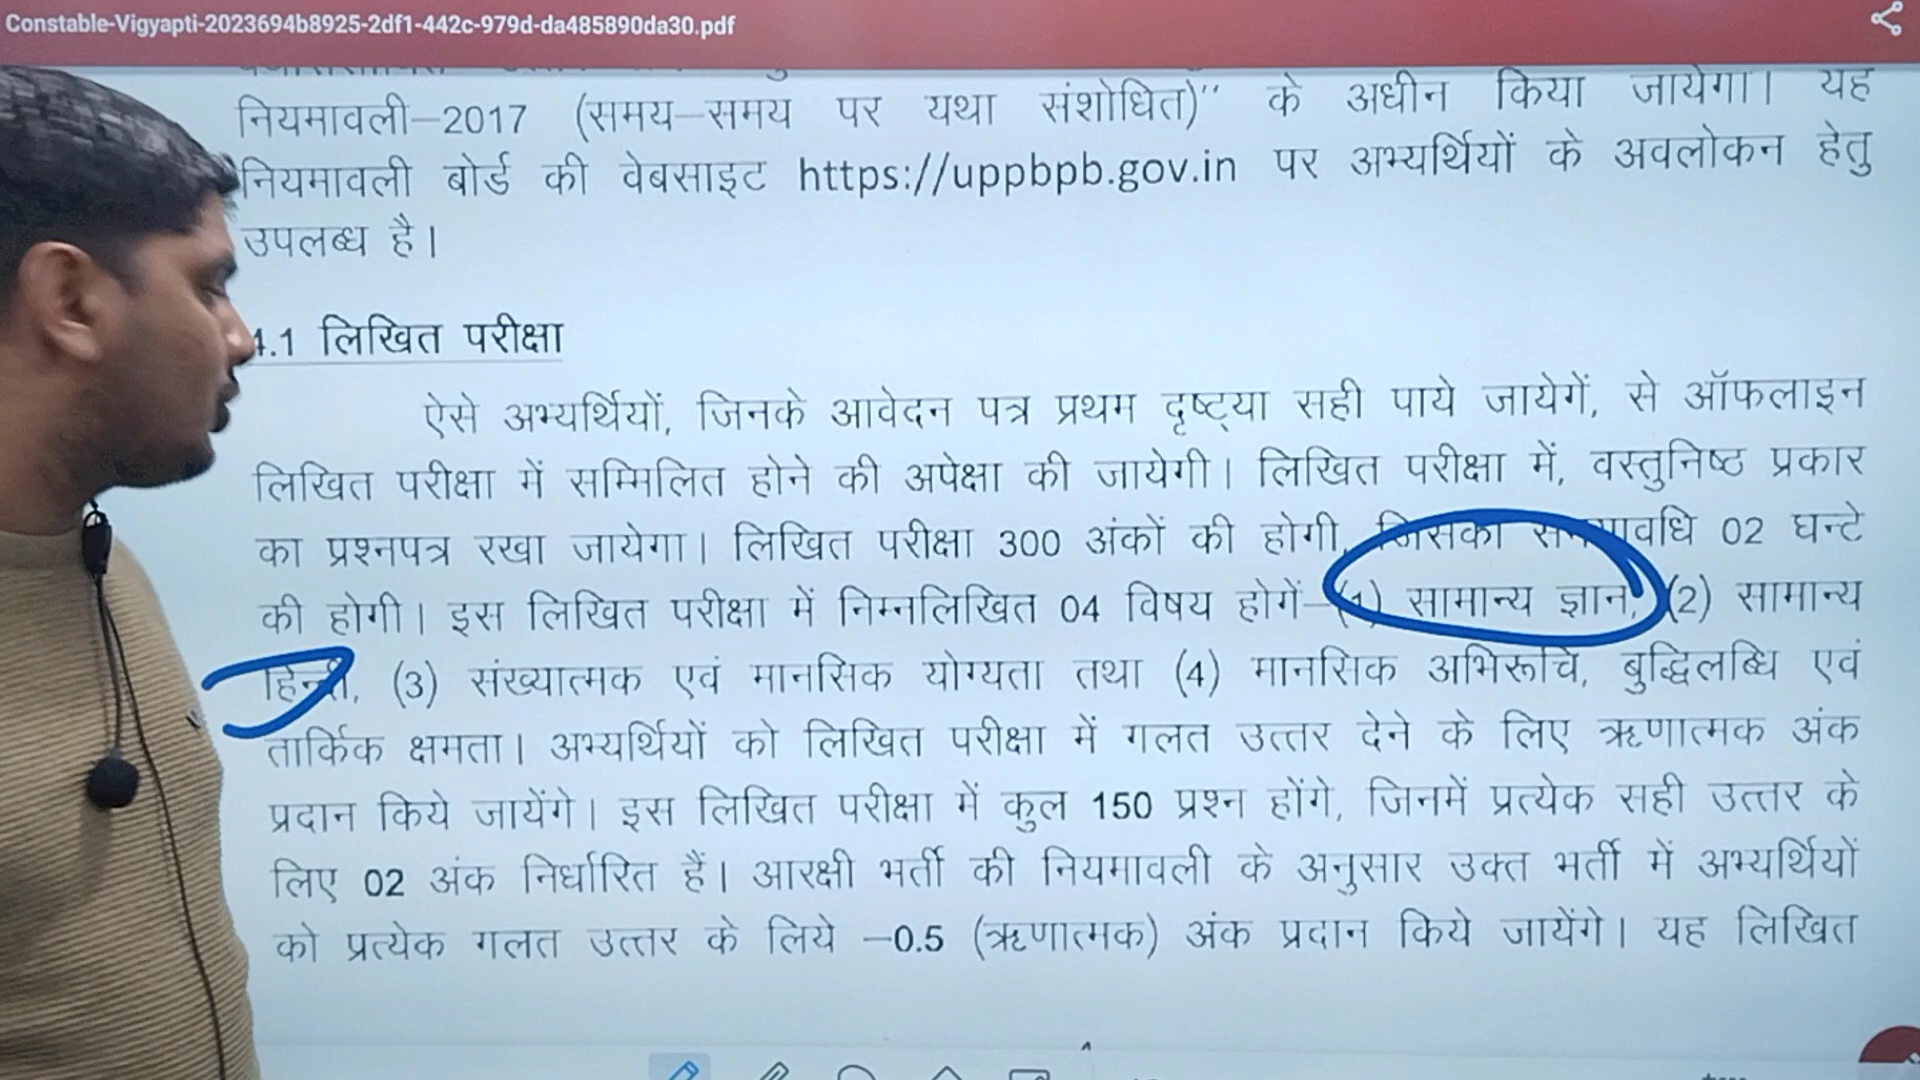 Constable-Vigyapti-2023694b8925-2df1-442c-979d-da485890da30.pdf
नियमावली–2017 (समय–समय पर यथा संशोधित)'' के अधीन किया जायेगा। यह
नियमावली बोर्ड की वेबसाइट https://uppbpb.gov.in पर अभ्यर्थियों के अवलोकन हेतु
उपलब्ध है।
4.1 लिखित परीक्षा
ऐसे अभ्यर्थियों, जिनके आवेदन पत्र प्रथम दृष्ट्या सही पाये जायेगें, से ऑफलाइन
लिखित परीक्षा में सम्मिलित होने की अपेक्षा की जायेगी। लिखित परीक्षा में, वस्तुनिष्ठ प्रकार
का प्रश्नपत्र रखा जायेगा। लिखित परीक्षा 300 अंकों की होगी, जिसकी समयावधि 02 घन्टे
की होगी। इस लिखित परीक्षा में निम्नलिखित 04 विषय होगें–(1) सामान्य ज्ञान, (2) सामान्य
हिन्दी, (3) संख्यात्मक एवं मानसिक योग्यता तथा (4) मानसिक अभिरूचि, बुद्धिलब्धि एवं
तार्किक क्षमता। अभ्यर्थियों को लिखित परीक्षा में गलत उत्तर देने के लिए ऋणात्मक अंक
प्रदान किये जायेंगे। इस लिखित परीक्षा में कुल 150 प्रश्न होंगे, जिनमें प्रत्येक सही उत्तर के
लिए 02 अंक निर्धारित हैं। आरक्षी भर्ती की नियमावली के अनुसार उक्त भर्ती में अभ्यर्थियों
को प्रत्येक गलत उत्तर के लिये –0.5 (ऋणात्मक) अंक प्रदान किये जायेंगे। यह लिखित